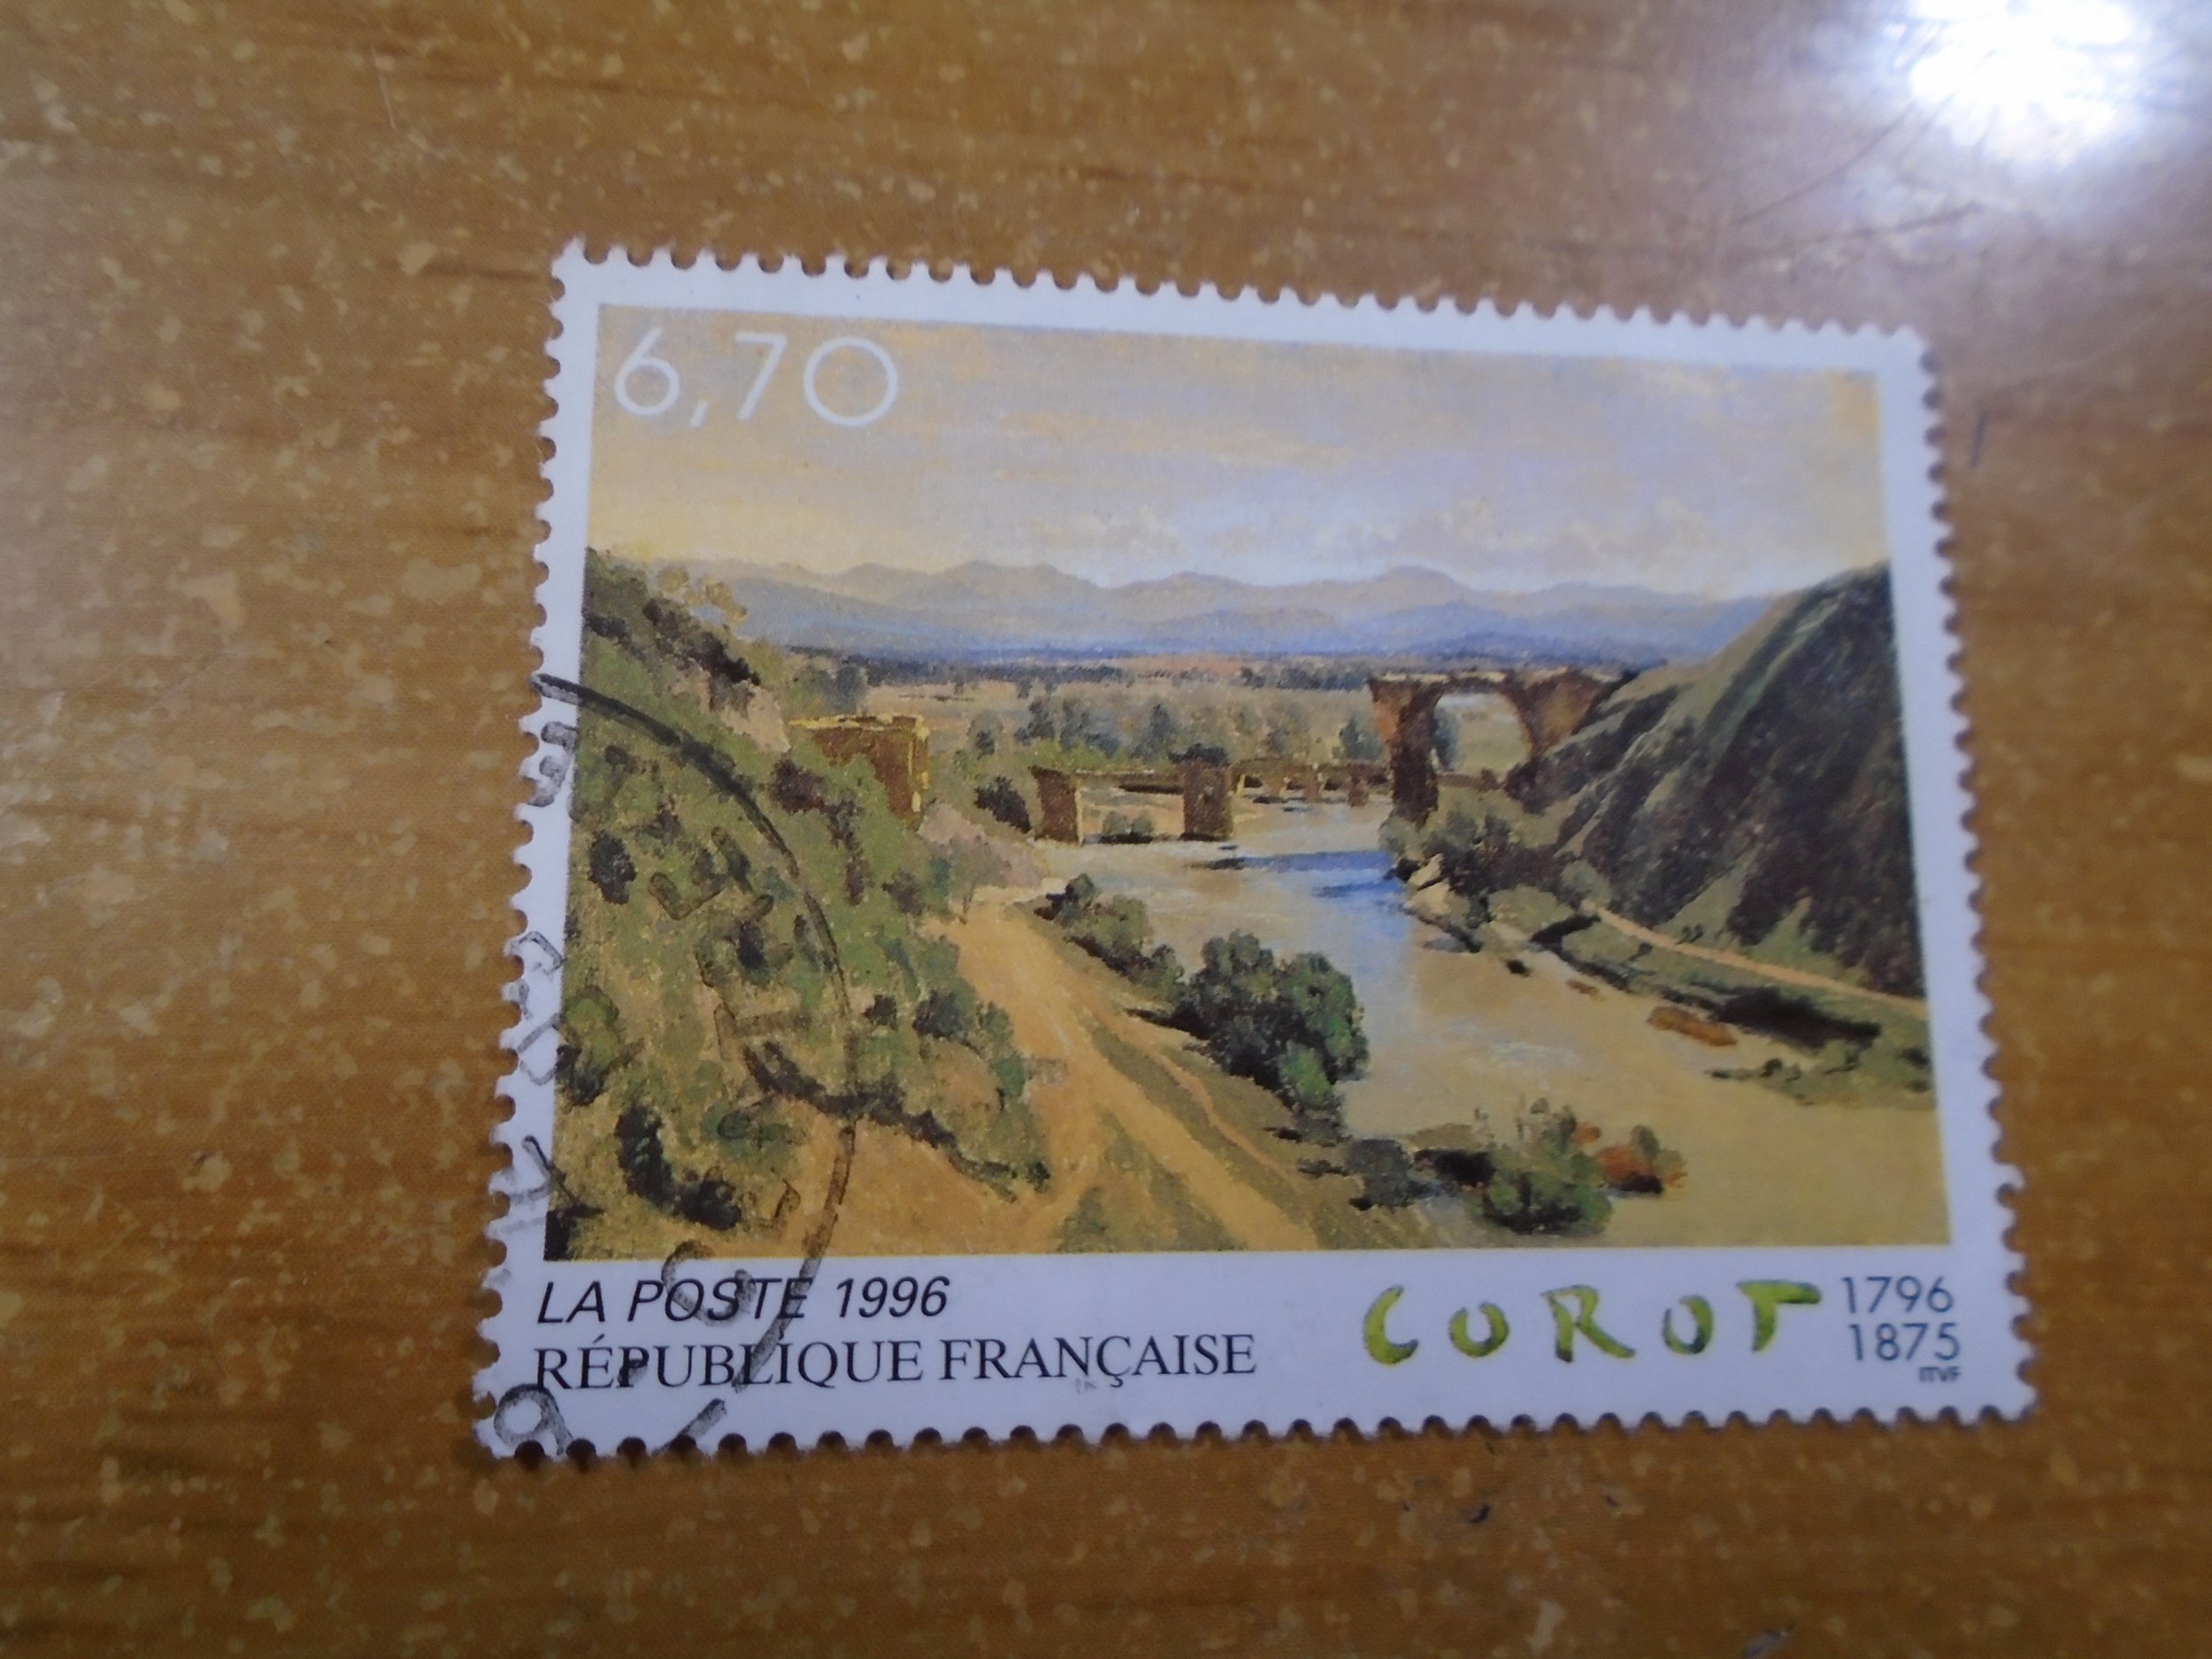 6,70
LA POSTE 1996
RÉPUBLIQUE FRANÇAISE
COROT
1796
1875
ITVF